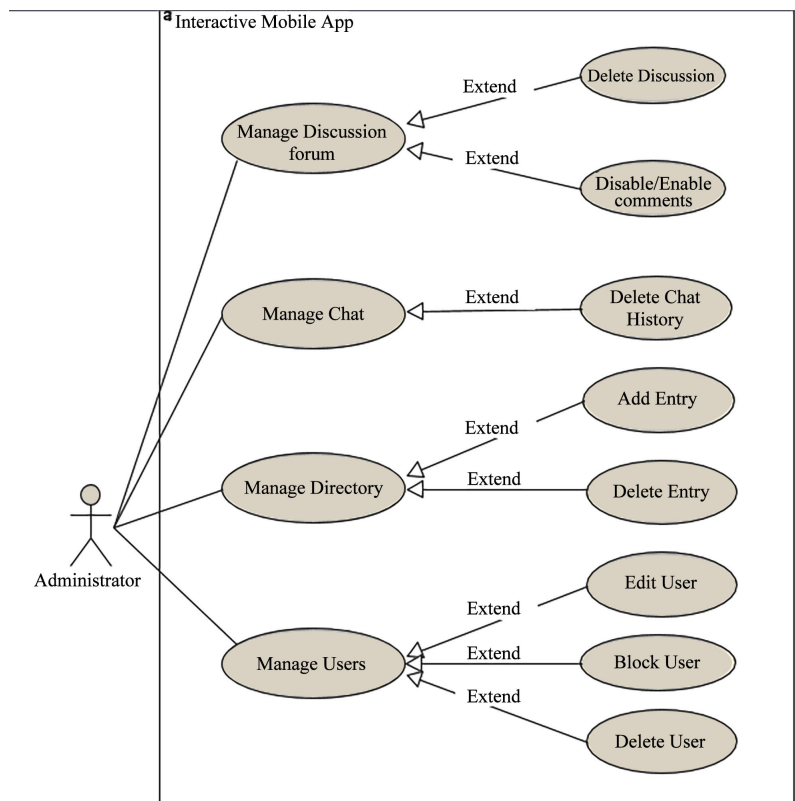 a Interactive Mobile App
Extend
Delete Discussion
Manage Discussion
forum
Extend
Disable/Enable
comments
Manage Chat
Extend
Delete Chat
History
Add Entry
Extend
Manage Directory
Extend
Delete Entry
Administrator
Edit User
Extend
Manage Users
Extend
Block User
Extend
Delete User